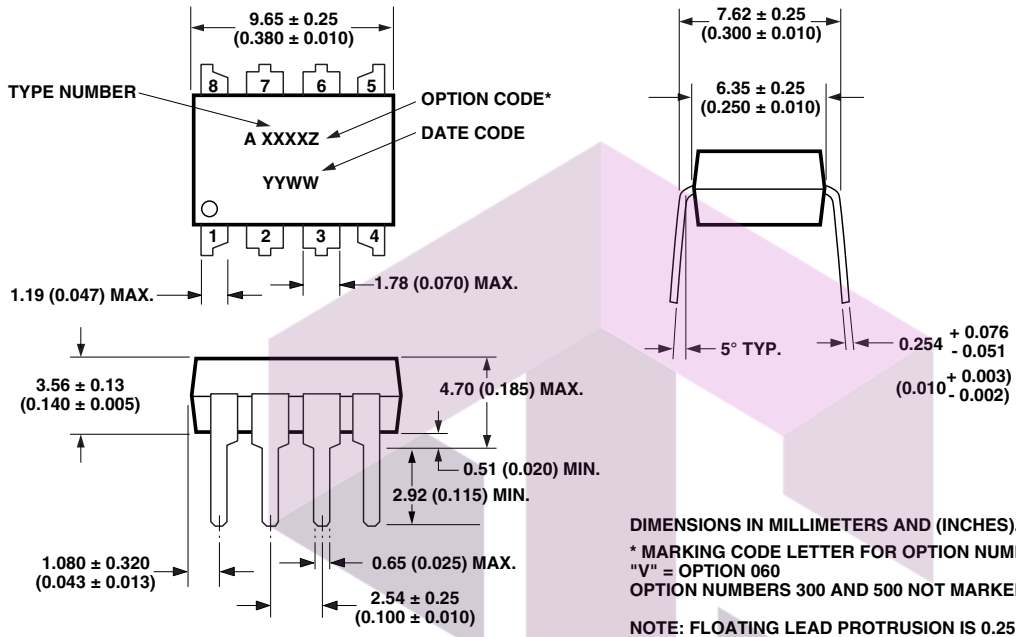 9.65 ± 0.25
(0.380 ± 0.010)
8 7 6 5
TYPE NUMBER
OPTION CODE*
A XXXXZ
DATE CODE
YYWW
1 2 3 4
1.19 (0.047) MAX.
1.78 (0.070) MAX.
7.62 ± 0.25
(0.300 ± 0.010)
6.35 ± 0.25
(0.250 ± 0.010)
5° TYP.
0.254 + 0.076
- 0.051
(0.010 + 0.003)
- 0.002)
3.56 ± 0.13
(0.140 ± 0.005)
4.70 (0.185) MAX.
0.51 (0.020) MIN.
2.92 (0.115) MIN.
1.080 ± 0.320
(0.043 ± 0.013)
0.65 (0.025) MAX.
2.54 ± 0.25
(0.100 ± 0.010)
DIMENSIONS IN MILLIMETERS AND (INCHES).
* MARKING CODE LETTER FOR OPTION NUM
"V" = OPTION 060
OPTION NUMBERS 300 AND 500 NOT MARKE
NOTE: FLOATING LEAD PROTRUSION IS 0.25